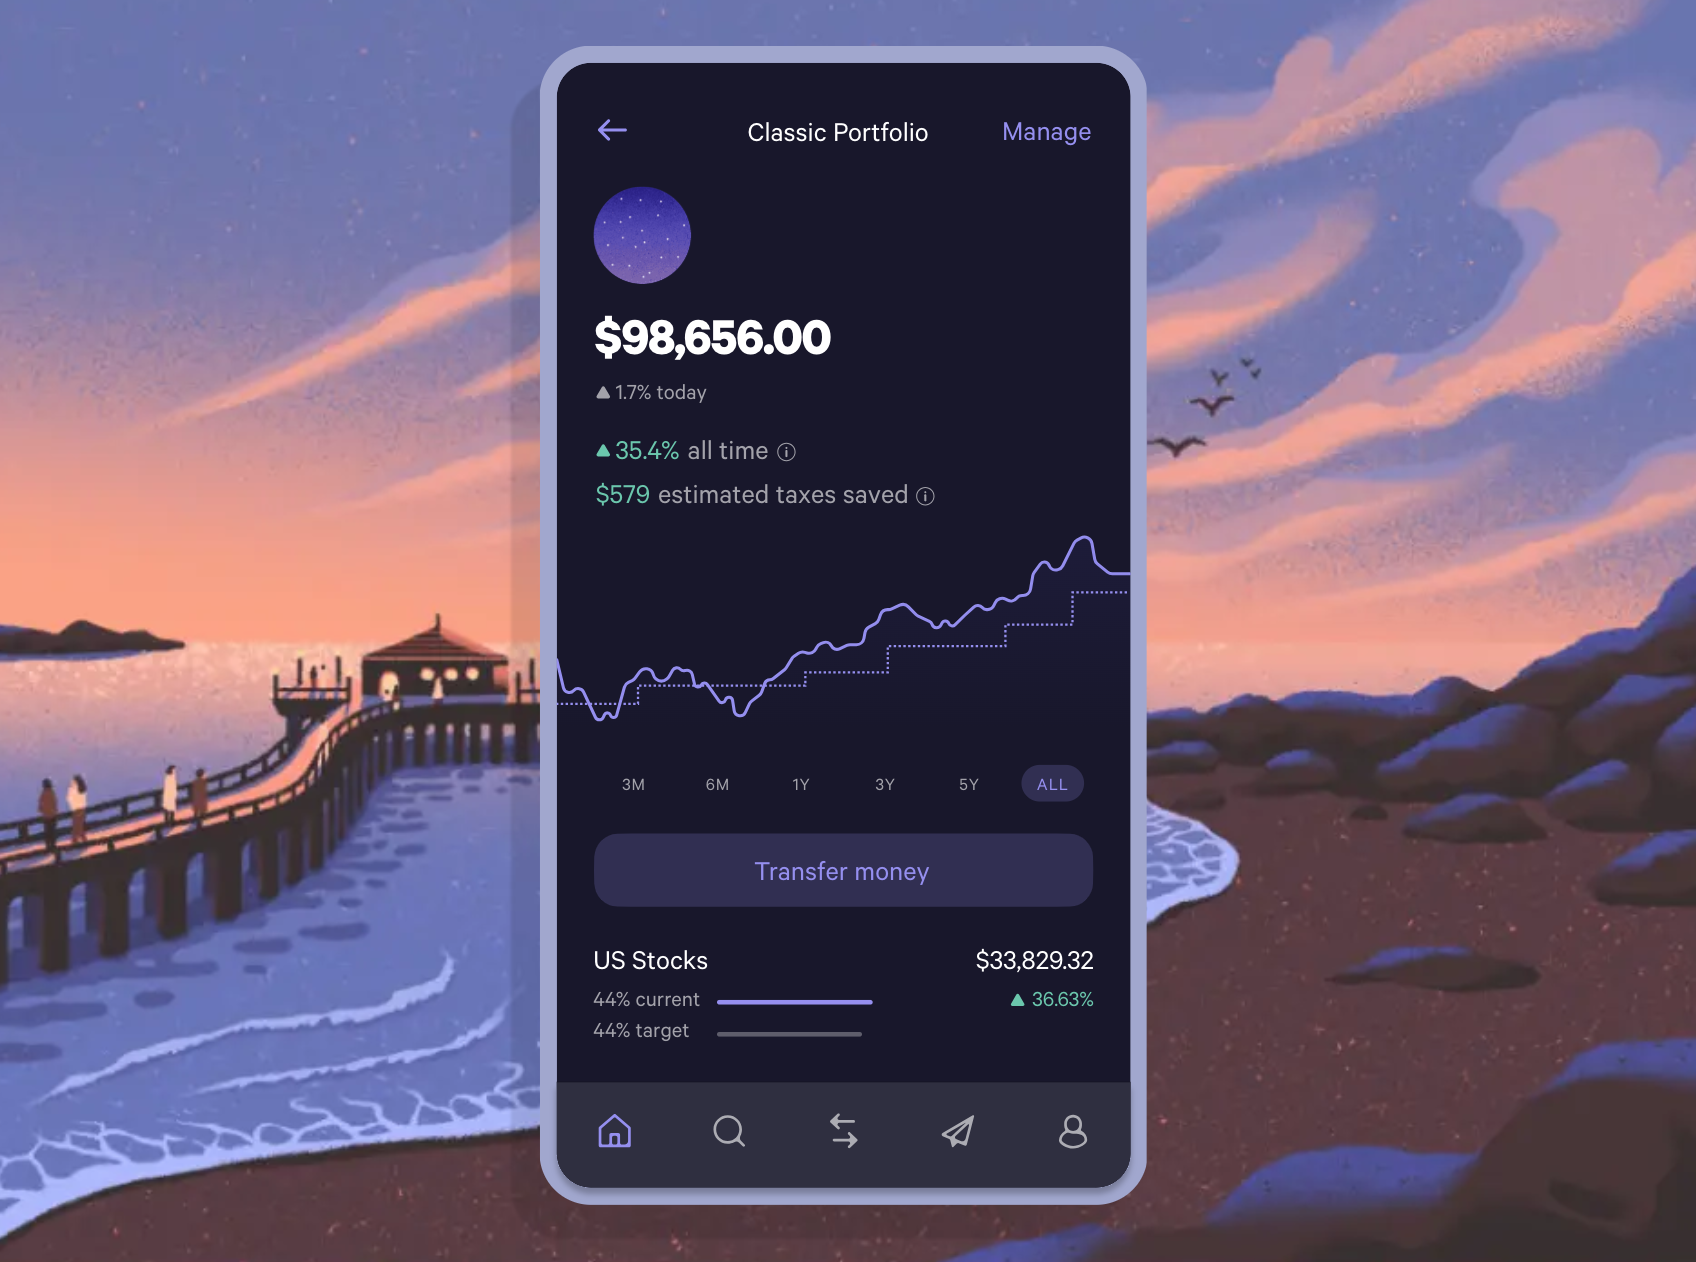 Classic Portfolio
Manage
$98,656.00
1.7% today
35.4% all time
$579 estimated taxes saved
3M 6M 1Y 3Y 5Y ALL
Transfer money
US Stocks $33,829.32
44% current 36.63%
44% target